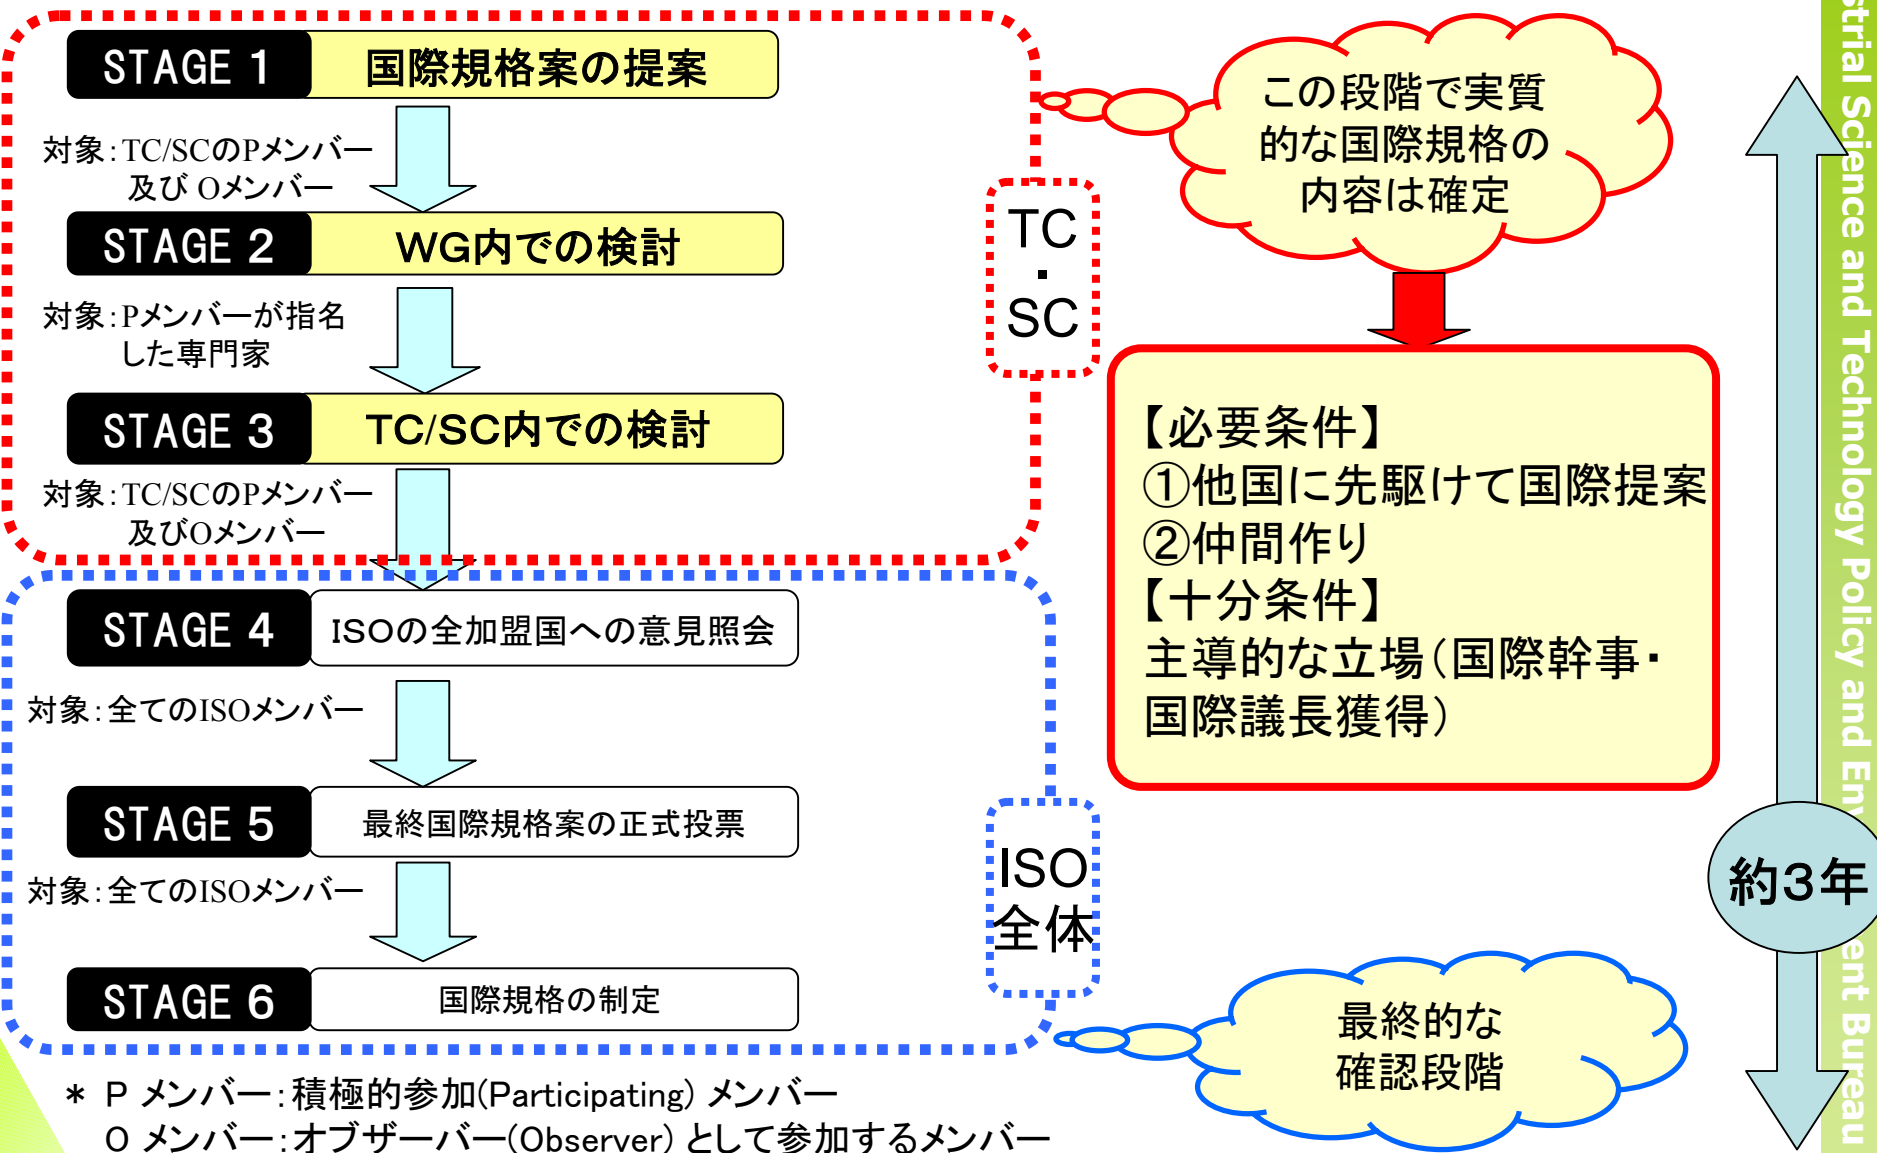 STAGE 1
国際規格案の提案
対象：TC/SCのPメンバー
及び Oメンバー
STAGE 2
WG内での検討
対象：Pメンバーが指名
した専門家
STAGE 3
TC/SC内での検討
対象：TC/SCのPメンバー
及びOメンバー
TC
・
SC
STAGE 4
ISOの全加盟国への意見照会
対象：全てのISOメンバー
STAGE 5
最終国際規格案の正式投票
対象：全てのISOメンバー
STAGE 6
国際規格の制定
ISO
全体
この段階で実質
的な国際規格の
内容は確定
【必要条件】
①他国に先駆けて国際提案
②仲間作り
【十分条件】
主導的な立場（国際幹事・
国際議長獲得）
最終的な
確認段階
約３年
＊ P メンバー：積極的参加(Participating) メンバー
O メンバー：オブザーバー(Observer) として参加するメンバー
Science and Technology Policy and Bureau